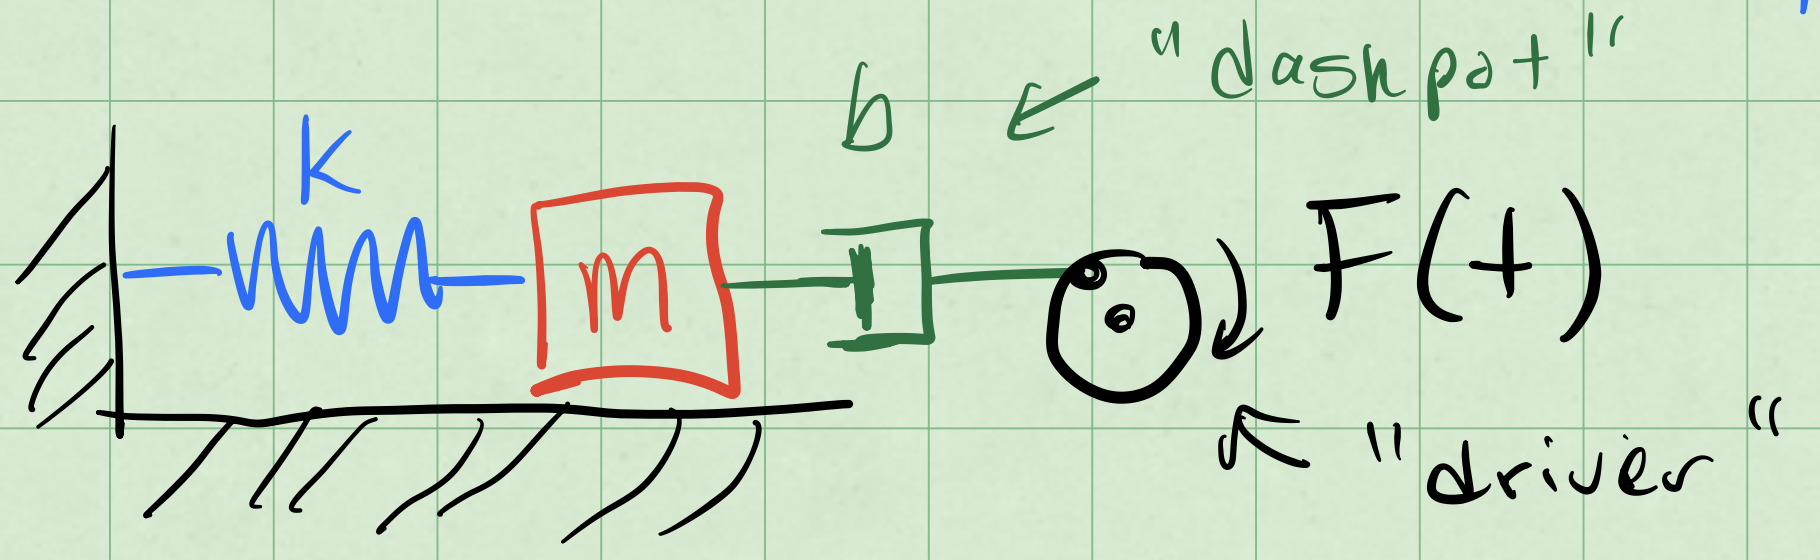 "dashpot"
b
k
m
F(t)
"driver"